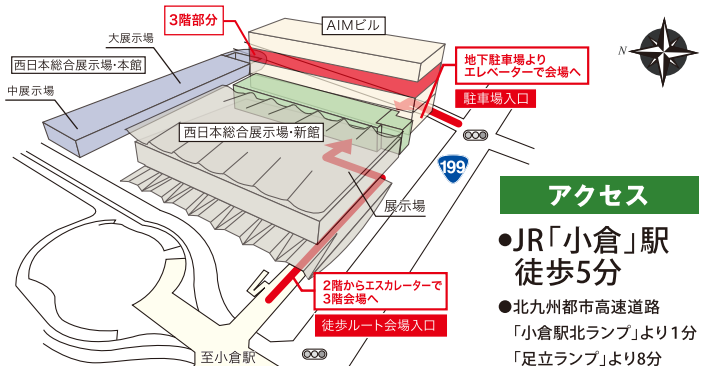 3階部分
AIMビル
大展示場
西日本総合展示場・本館
中展示場
地下駐車場より
エレベーターで会場へ
駐車場入口
N
西日本総合展示場・新館
199
展示場
2階からエスカレーターで
3階会場へ
徒歩ルート会場入口
至小倉駅
アクセス
●JR「小倉」駅
徒歩5分
●北九州都市高速道路
「小倉駅北ランプ」より1分
「足立ランプ」より8分